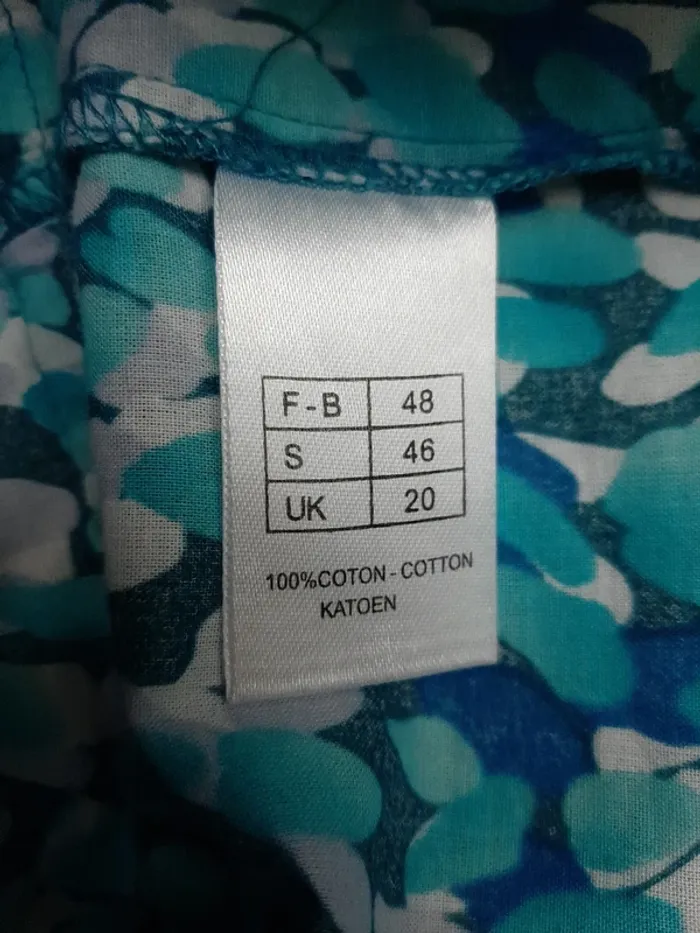 F - B 48
S 46
UK 20
100%COTON - COTTON
KATOEN